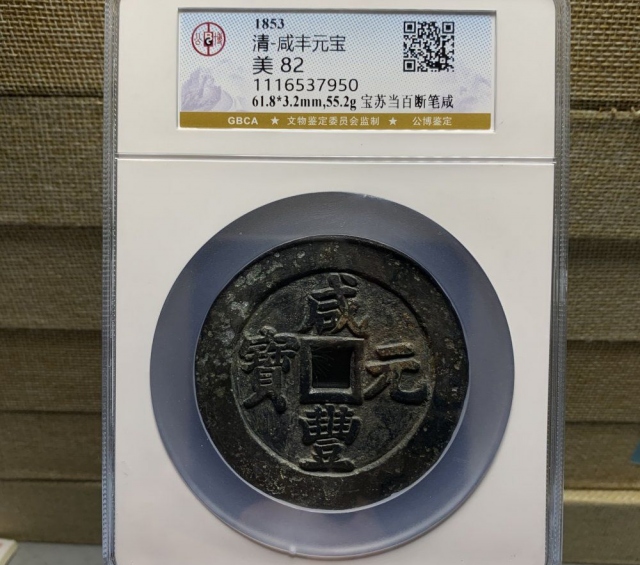 1853
清-咸丰元宝
美 82
1116537950
61.8*3.2mm,55.2g 宝苏当百断笔咸
GBCA ★ 文物鉴定委员会监制 ★ 公博鉴定
公博
咸
寶 元
豐